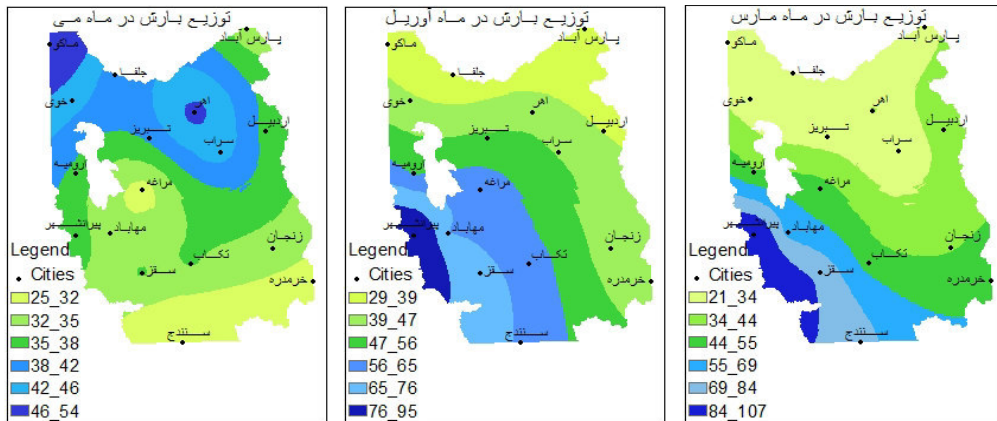 توزیع بارش در ماه می
پارس آباد
ماکو
جلفا
خوی
اهر
تبریز
اردبیل
سراب
ارومیه
مراغه
پیرانشهر
مهاباد
زنجان
تکاب
سقز
خرمدره
سنندج
Legend
Cities
25_32
32_35
35_38
38_42
42_46
46_54
توزیع بارش در ماه آوریل
پارس آباد
ماکو
جلفا
خوی
اهر
تبریز
اردبیل
سراب
ارومیه
مراغه
پیرانشهر
مهاباد
زنجان
تکاب
سقز
خرمدره
سنندج
Legend
Cities
29_39
39_47
47_56
56_65
65_76
76_95
توزیع بارش در ماه مارس
پارس آباد
ماکو
جلفا
خوی
اهر
تبریز
اردبیل
سراب
ارومیه
مراغه
پیرانشهر
مهاباد
زنجان
تکاب
سقز
خرمدره
سنندج
Legend
Cities
21_34
34_44
44_55
55_69
69_84
84_107